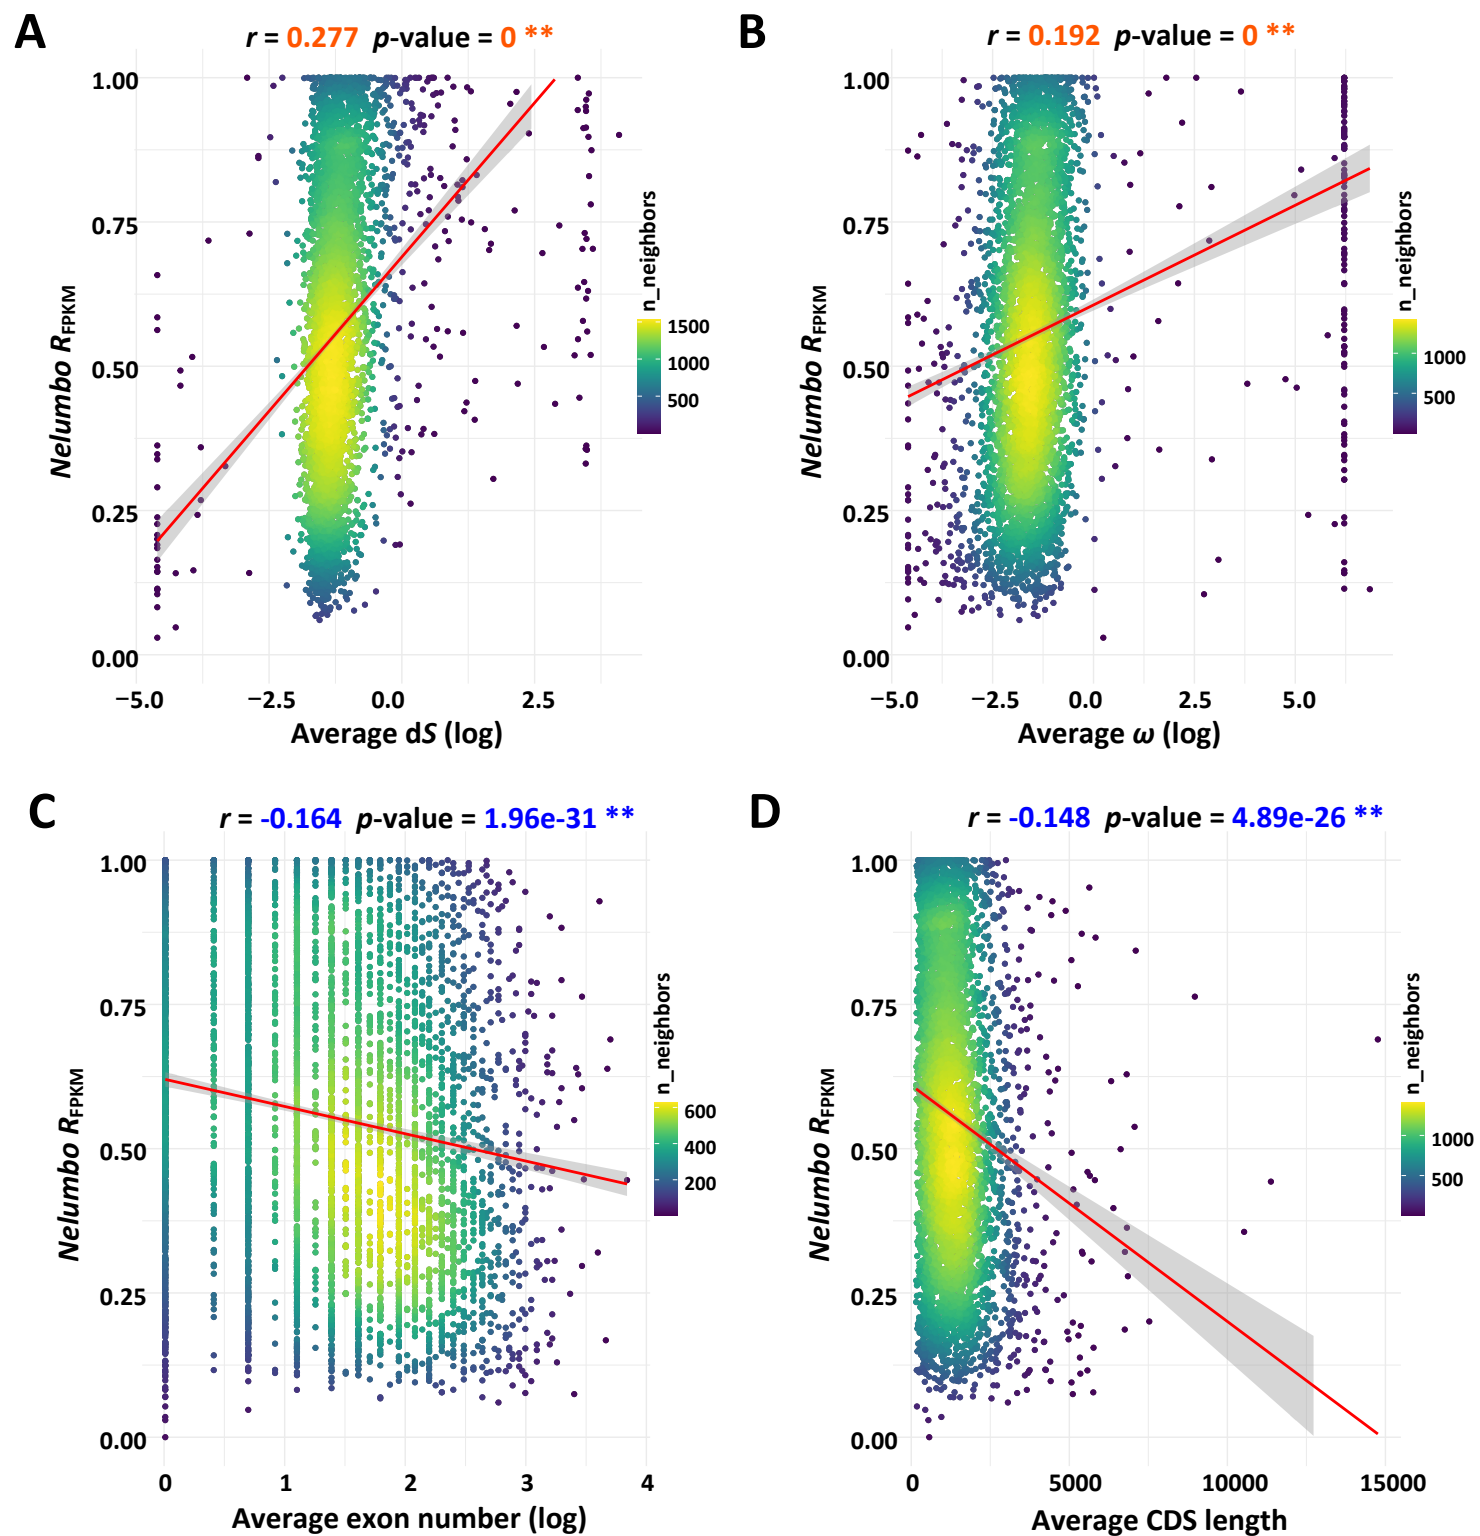 A
r = 0.277 p-value = 0 **
1.00
0.75
0.50
0.25
0.00
Nelumbo R_FPKM
n_neighbors
1500
1000
500
−5.0 −2.5 0.0 2.5
Average dS (log)
B
r = 0.192 p-value = 0 **
1.00
0.75
0.50
0.25
0.00
Nelumbo R_FPKM
n_neighbors
1000
500
−5.0 −2.5 0.0 2.5 5.0
Average ω (log)
C
r = -0.164 p-value = 1.96e-31 **
1.00
0.75
0.50
0.25
0.00
Nelumbo R_FPKM
n_neighbors
600
400
200
0 1 2 3 4
Average exon number (log)
D
r = -0.148 p-value = 4.89e-26 **
1.00
0.75
0.50
0.25
0.00
Nelumbo R_FPKM
n_neighbors
1000
500
0 5000 10000 15000
Average CDS length